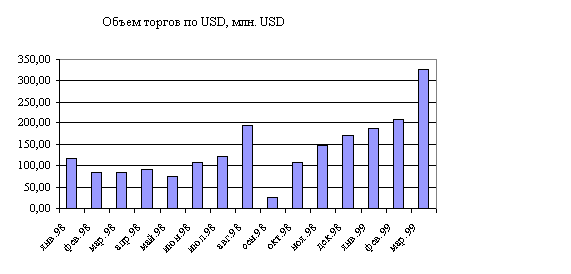 Объем торгов по USD, млн. USD
350,00
300,00
250,00
200,00
150,00
100,00
50,00
0,00
янв.98
фев.98
мар.98
апр.98
май.98
июн.98
июл.98
авг.98
сен.98
окт.98
ноя.98
дек.98
янв.99
фев.99
мар.99